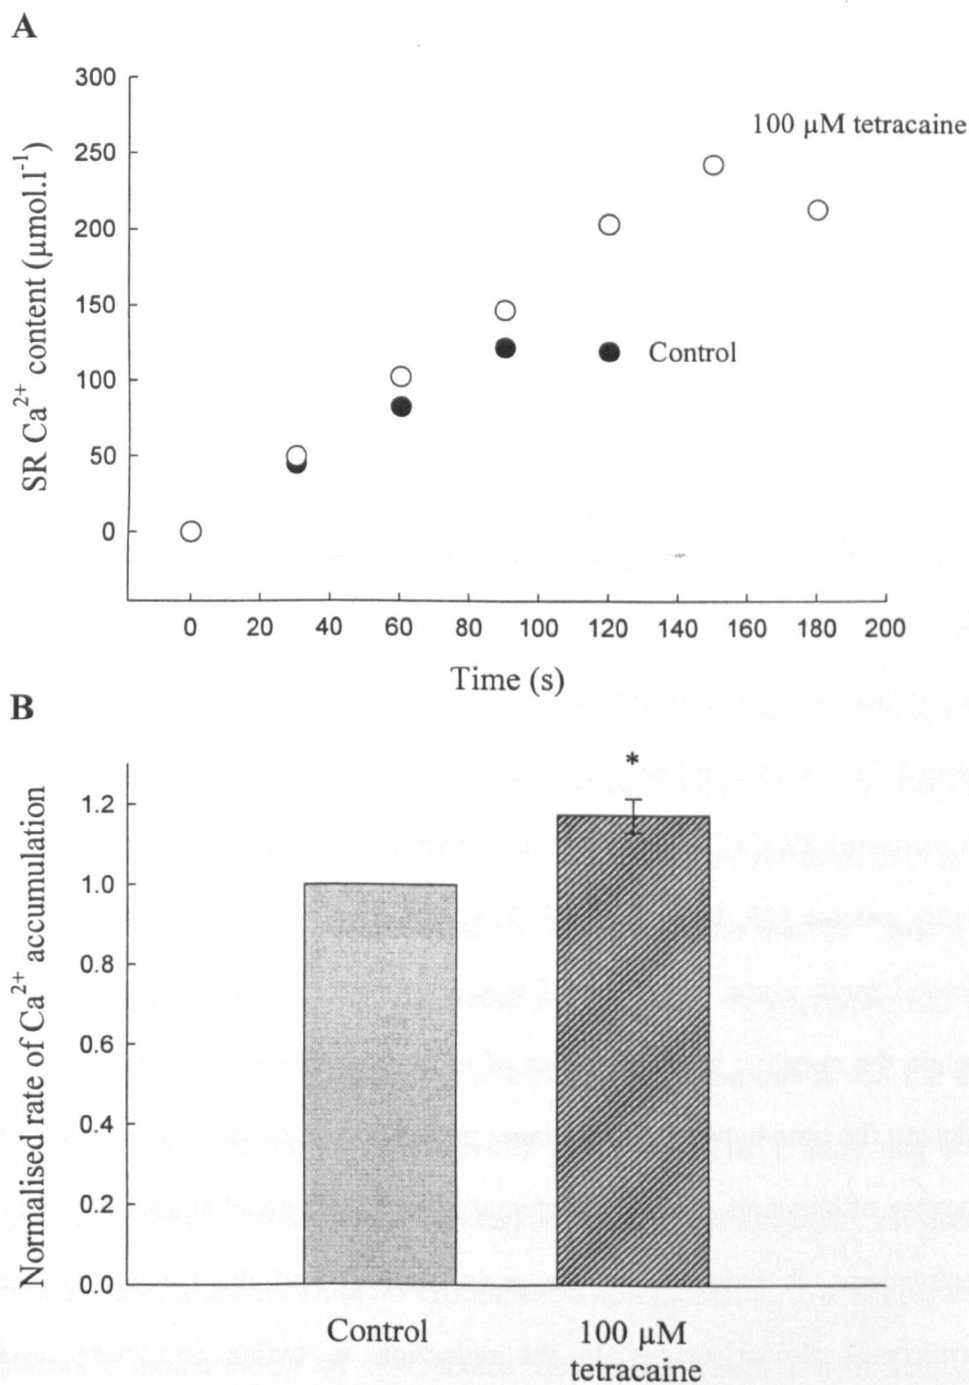 A
300
250
200
150
100
50
0
SR Ca²⁺ content (µmol.l⁻¹)
100 µM tetracaine
Control
0 20 40 60 80 100 120 140 160 180 200
Time (s)
B
1.2
1.0
0.8
0.6
0.4
0.2
0.0
Normalised rate of Ca²⁺ accumulation
*
Control
100 µM
tetracaine